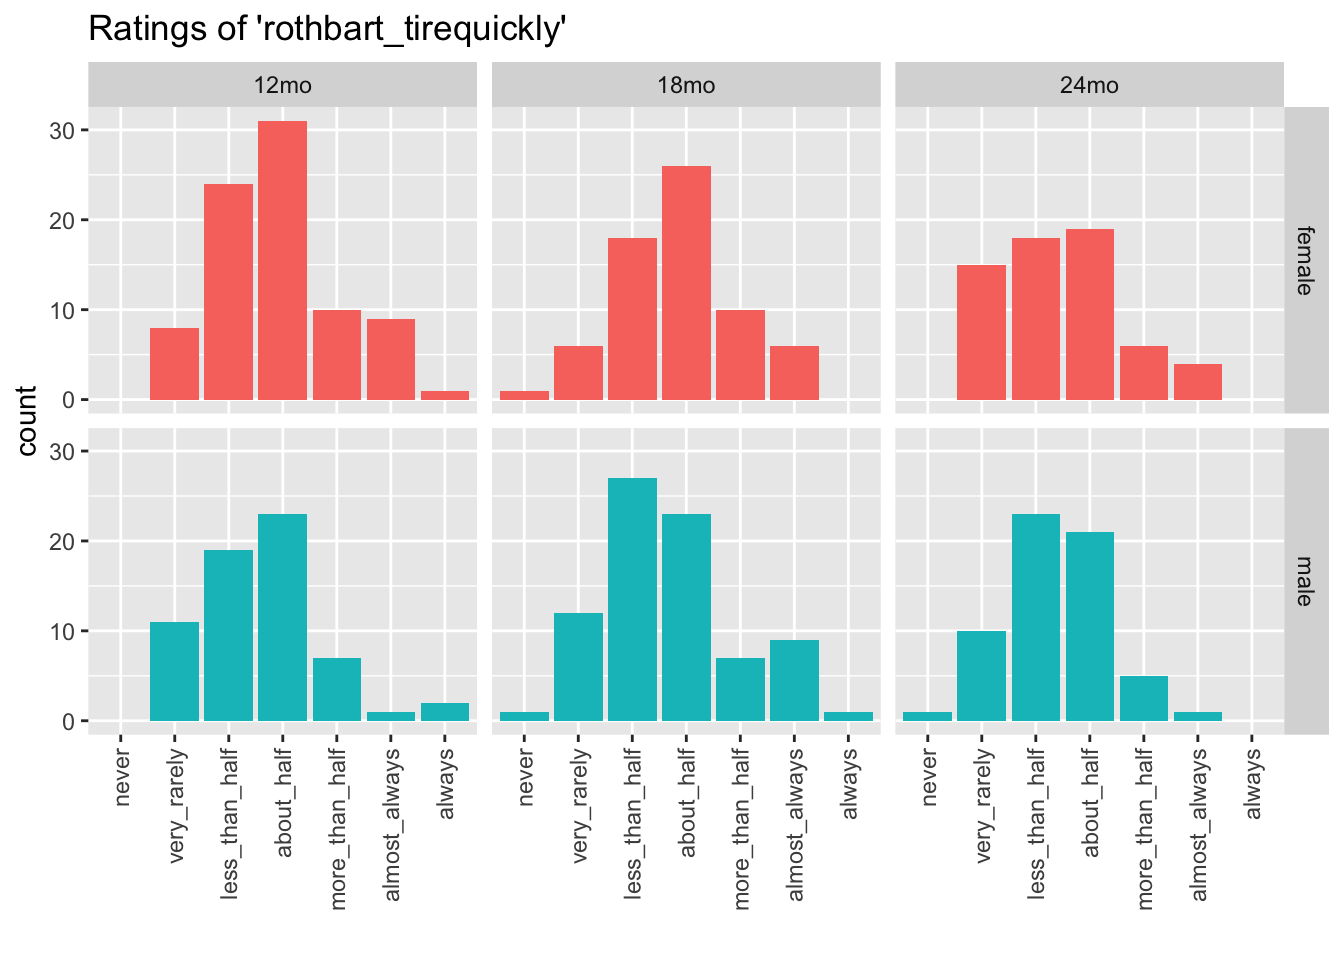 Ratings of 'rothbart_tirequickly'
12mo
18mo
24mo
30
20
10
0
female
count
30
20
10
0
male
never
very_rarely
less_than_half
about_half
more_than_half
almost_always
always
never
very_rarely
less_than_half
about_half
more_than_half
almost_always
always
never
very_rarely
less_than_half
about_half
more_than_half
almost_always
always